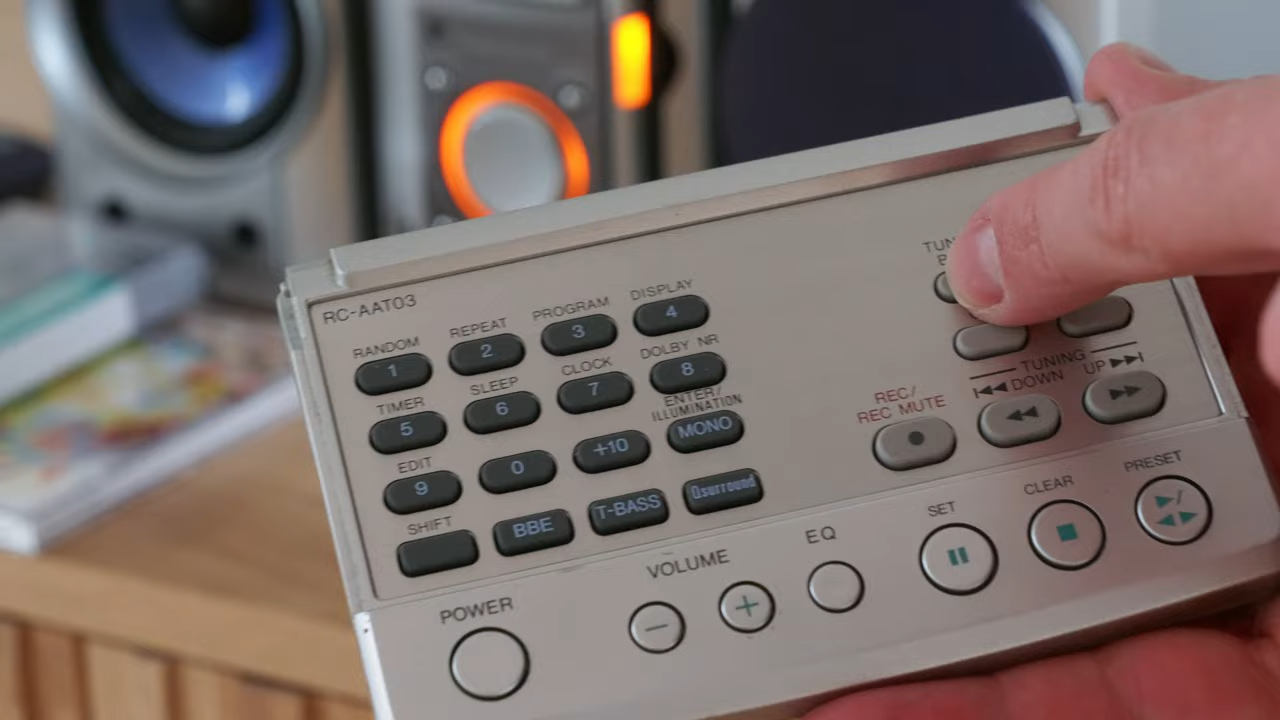 RC-AAT03
RANDOM REPEAT PROGRAM DISPLAY
1 2 3 4
TIMER SLEEP CLOCK DOLBY NR
5 6 7 8
EDIT ENTER/
ILLUMINATION
9 0 +10 MONO
SHIFT BBE T-BASS Qsurround
REC/
REC MUTE
TUNING
DOWN UP
POWER VOLUME EQ SET CLEAR PRESET
− +